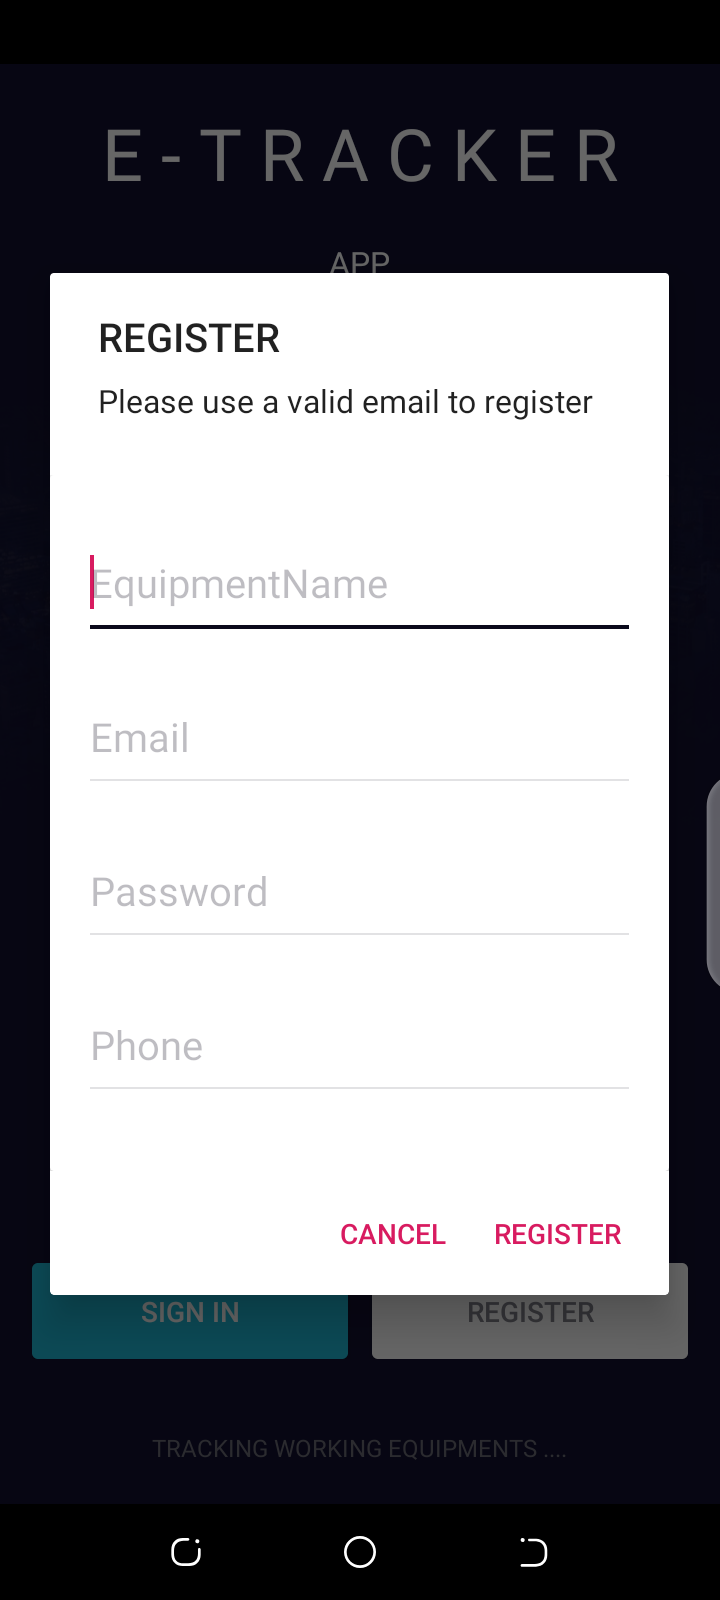 E-TRACKER
APP
REGISTER
Please use a valid email to register
EquipmentName
Email
Password
Phone
CANCEL REGISTER
SIGN IN REGISTER
TRACKING WORKING EQUIPMENTS ....